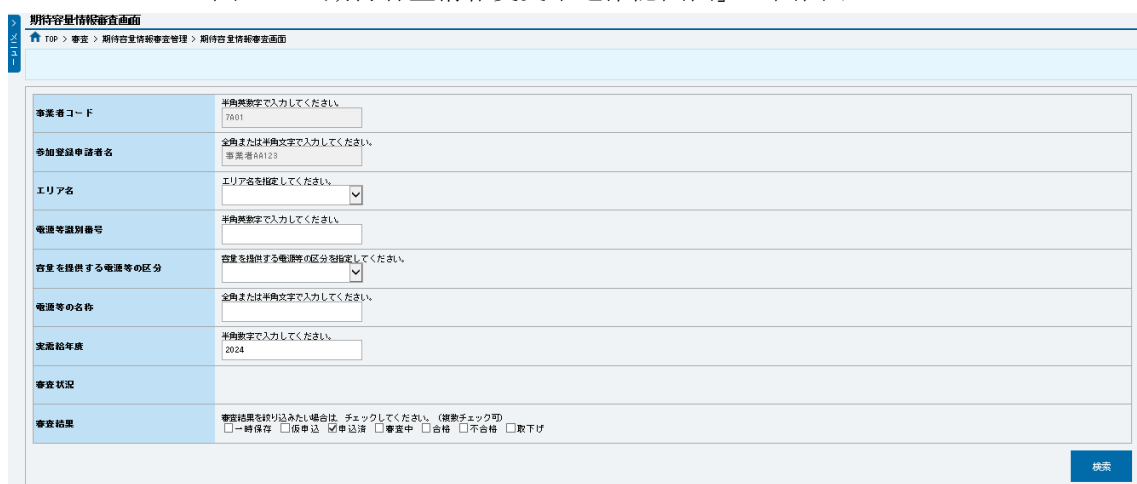 期待容量情報審査画面
TOP > 審査 > 期待容量情報審査管理 > 期待容量情報審査画面
> メニュー
事業者コード
半角英数字で入力してください。
7A01
参加登録申請者名
全角または半角文字で入力してください。
事業者AA123
エリア名
エリア名を指定してください。
電源等識別番号
半角英数字で入力してください。
容量を提供する電源等の区分
容量を提供する電源等の区分を指定してください。
電源等の名称
全角または半角文字で入力してください。
実需給年度
半角数字で入力してください。
2024
審査状況
審査結果
審査結果を絞り込みたい場合は、チェックしてください。(複数チェック可)
□一時保存 □仮申込 ☑申込済 □審査中 □合格 □不合格 □取下げ
検索